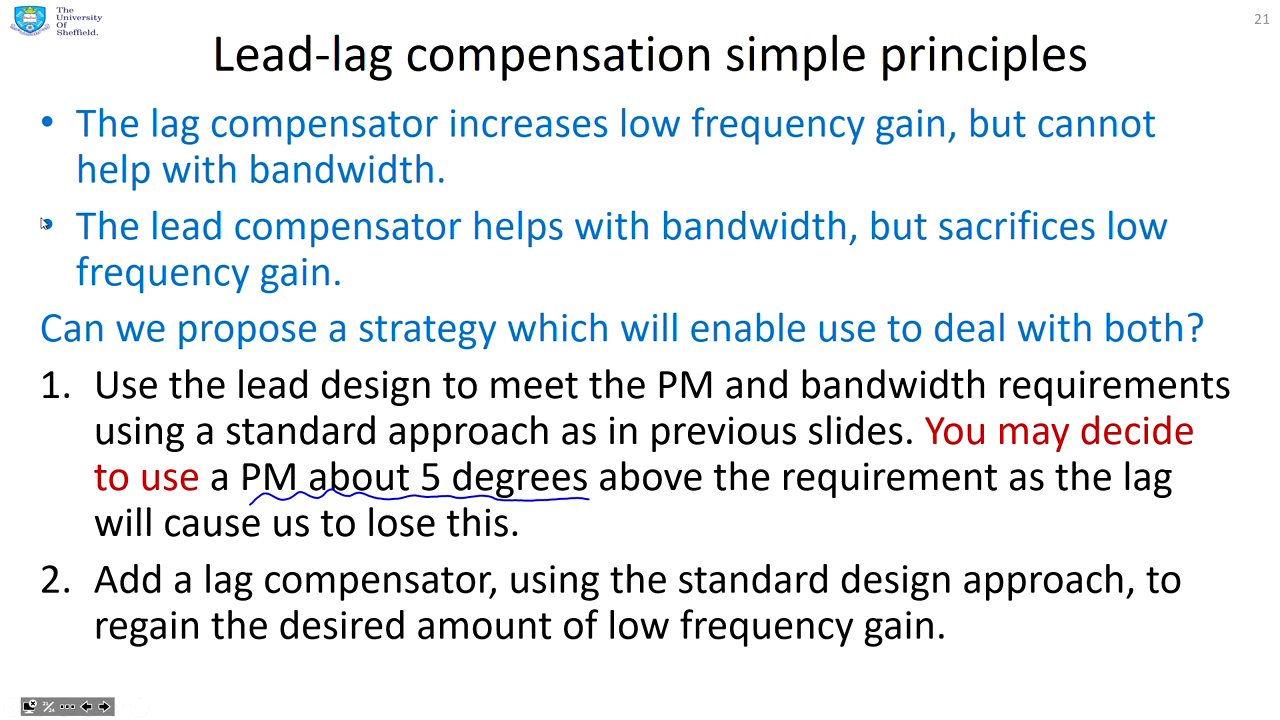 The
University
Of
Sheffield.
21
Lead-lag compensation simple principles
• The lag compensator increases low frequency gain, but cannot
help with bandwidth.
• The lead compensator helps with bandwidth, but sacrifices low
frequency gain.
Can we propose a strategy which will enable use to deal with both?
1. Use the lead design to meet the PM and bandwidth requirements
using a standard approach as in previous slides. You may decide
to use a PM about 5 degrees above the requirement as the lag
will cause us to lose this.
2. Add a lag compensator, using the standard design approach, to
regain the desired amount of low frequency gain.